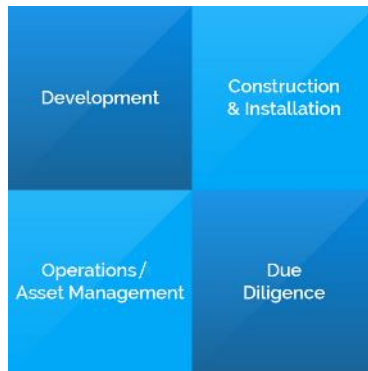 Development
Construction
& Installation
Operations/
Asset Management
Due
Diligence